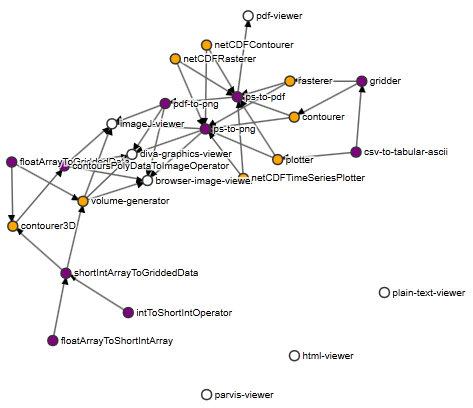 pdf-viewer
netCDFContourer
netCDFRasterer
fasterer
gridder
ps-to-pdf
pdf-to-png
contourer
imageJ-viewer
ps-to-png
csv-to-tabular-ascii
diva-graphics-viewer
plotter
floatArrayToGriddedData
contoursPolyDataToImageOperator
browser-image-viewer
netCDFTimeSeriesPlotter
volume-generator
contourer3D
shortIntArrayToGriddedData
plain-text-viewer
intToShortIntOperator
floatArrayToShortIntArray
html-viewer
parvis-viewer